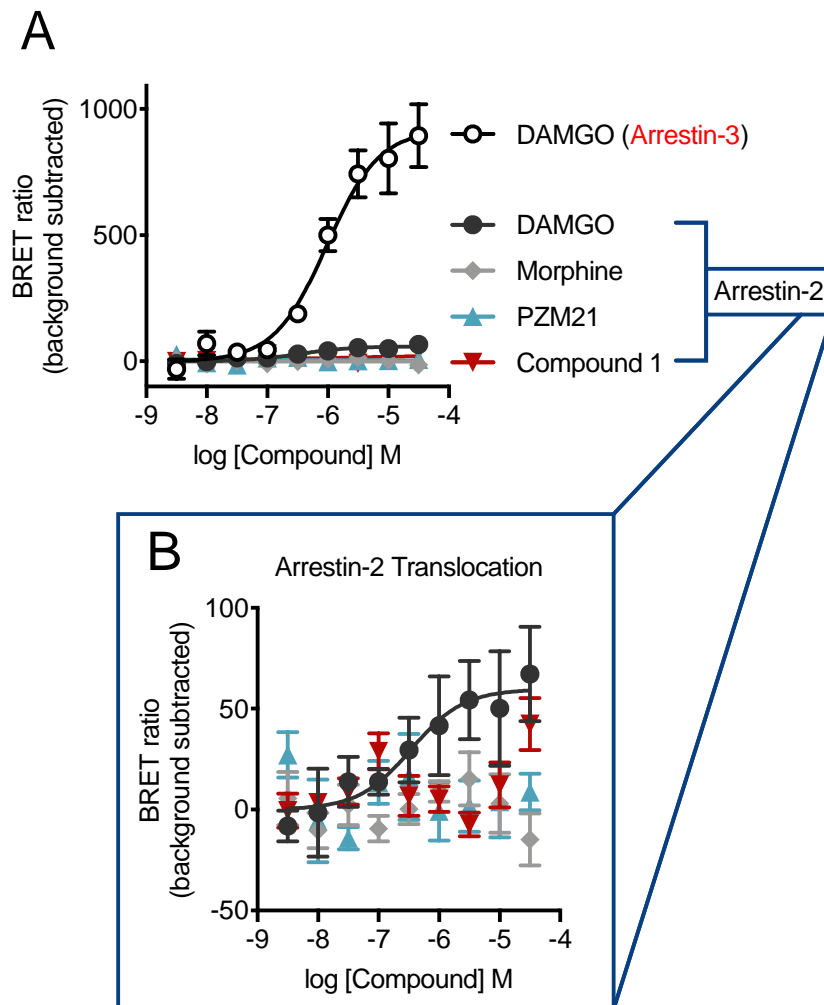 A
BRET ratio
(background subtracted)
1000
500
0
-9 -8 -7 -6 -5 -4
log [Compound] M
DAMGO (Arrestin-3)
DAMGO
Morphine
PZM21
Compound 1
Arrestin-2
B
Arrestin-2 Translocation
BRET ratio
(background subtracted)
100
50
0
-50
-9 -8 -7 -6 -5 -4
log [Compound] M